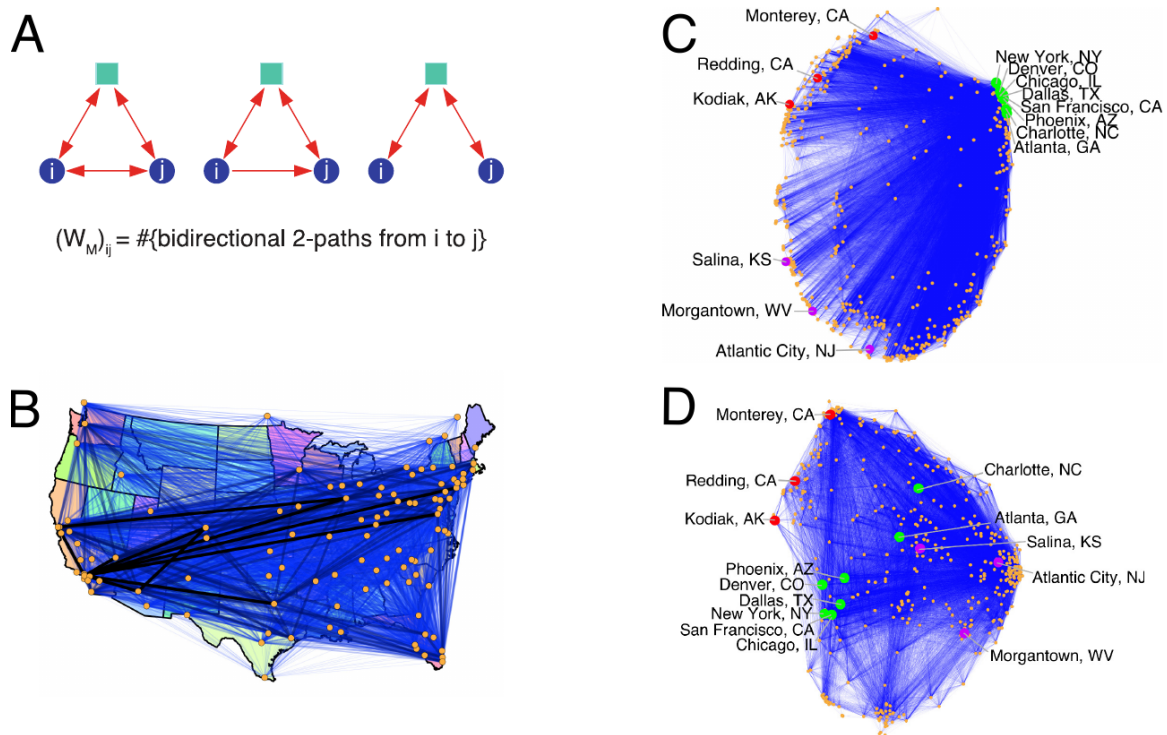 A
i
j
i
j
i
j
(W_M)_ij = #{bidirectional 2-paths from i to j}
B
C
Monterey, CA
Redding, CA
Kodiak, AK
New York, NY
Denver, CO
Chicago, IL
Dallas, TX
San Francisco, CA
Phoenix, AZ
Charlotte, NC
Atlanta, GA
Salina, KS
Morgantown, WV
Atlantic City, NJ
D
Monterey, CA
Charlotte, NC
Redding, CA
Kodiak, AK
Atlanta, GA
Salina, KS
Phoenix, AZ
Denver, CO
Atlantic City, NJ
Dallas, TX
New York, NY
San Francisco, CA
Chicago, IL
Morgantown, WV